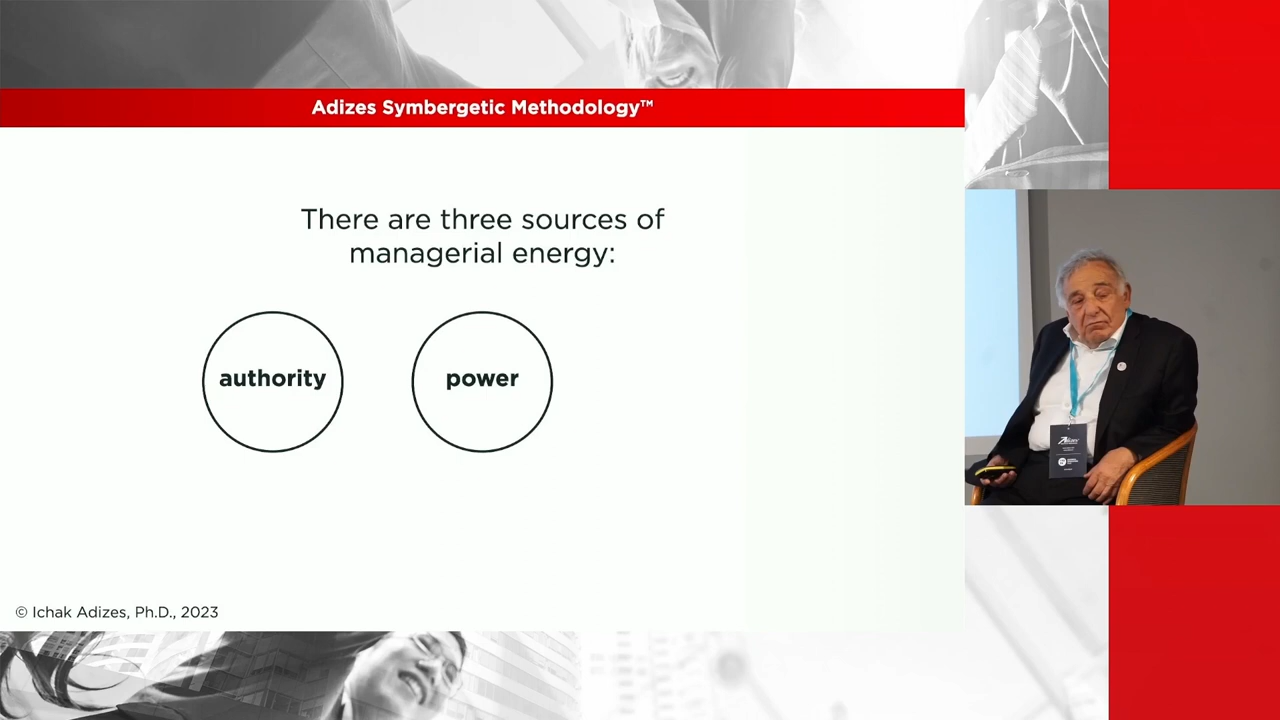 Adizes Symbergetic Methodology™
There are three sources of
managerial energy:
authority
power
© Ichak Adizes, Ph.D., 2023